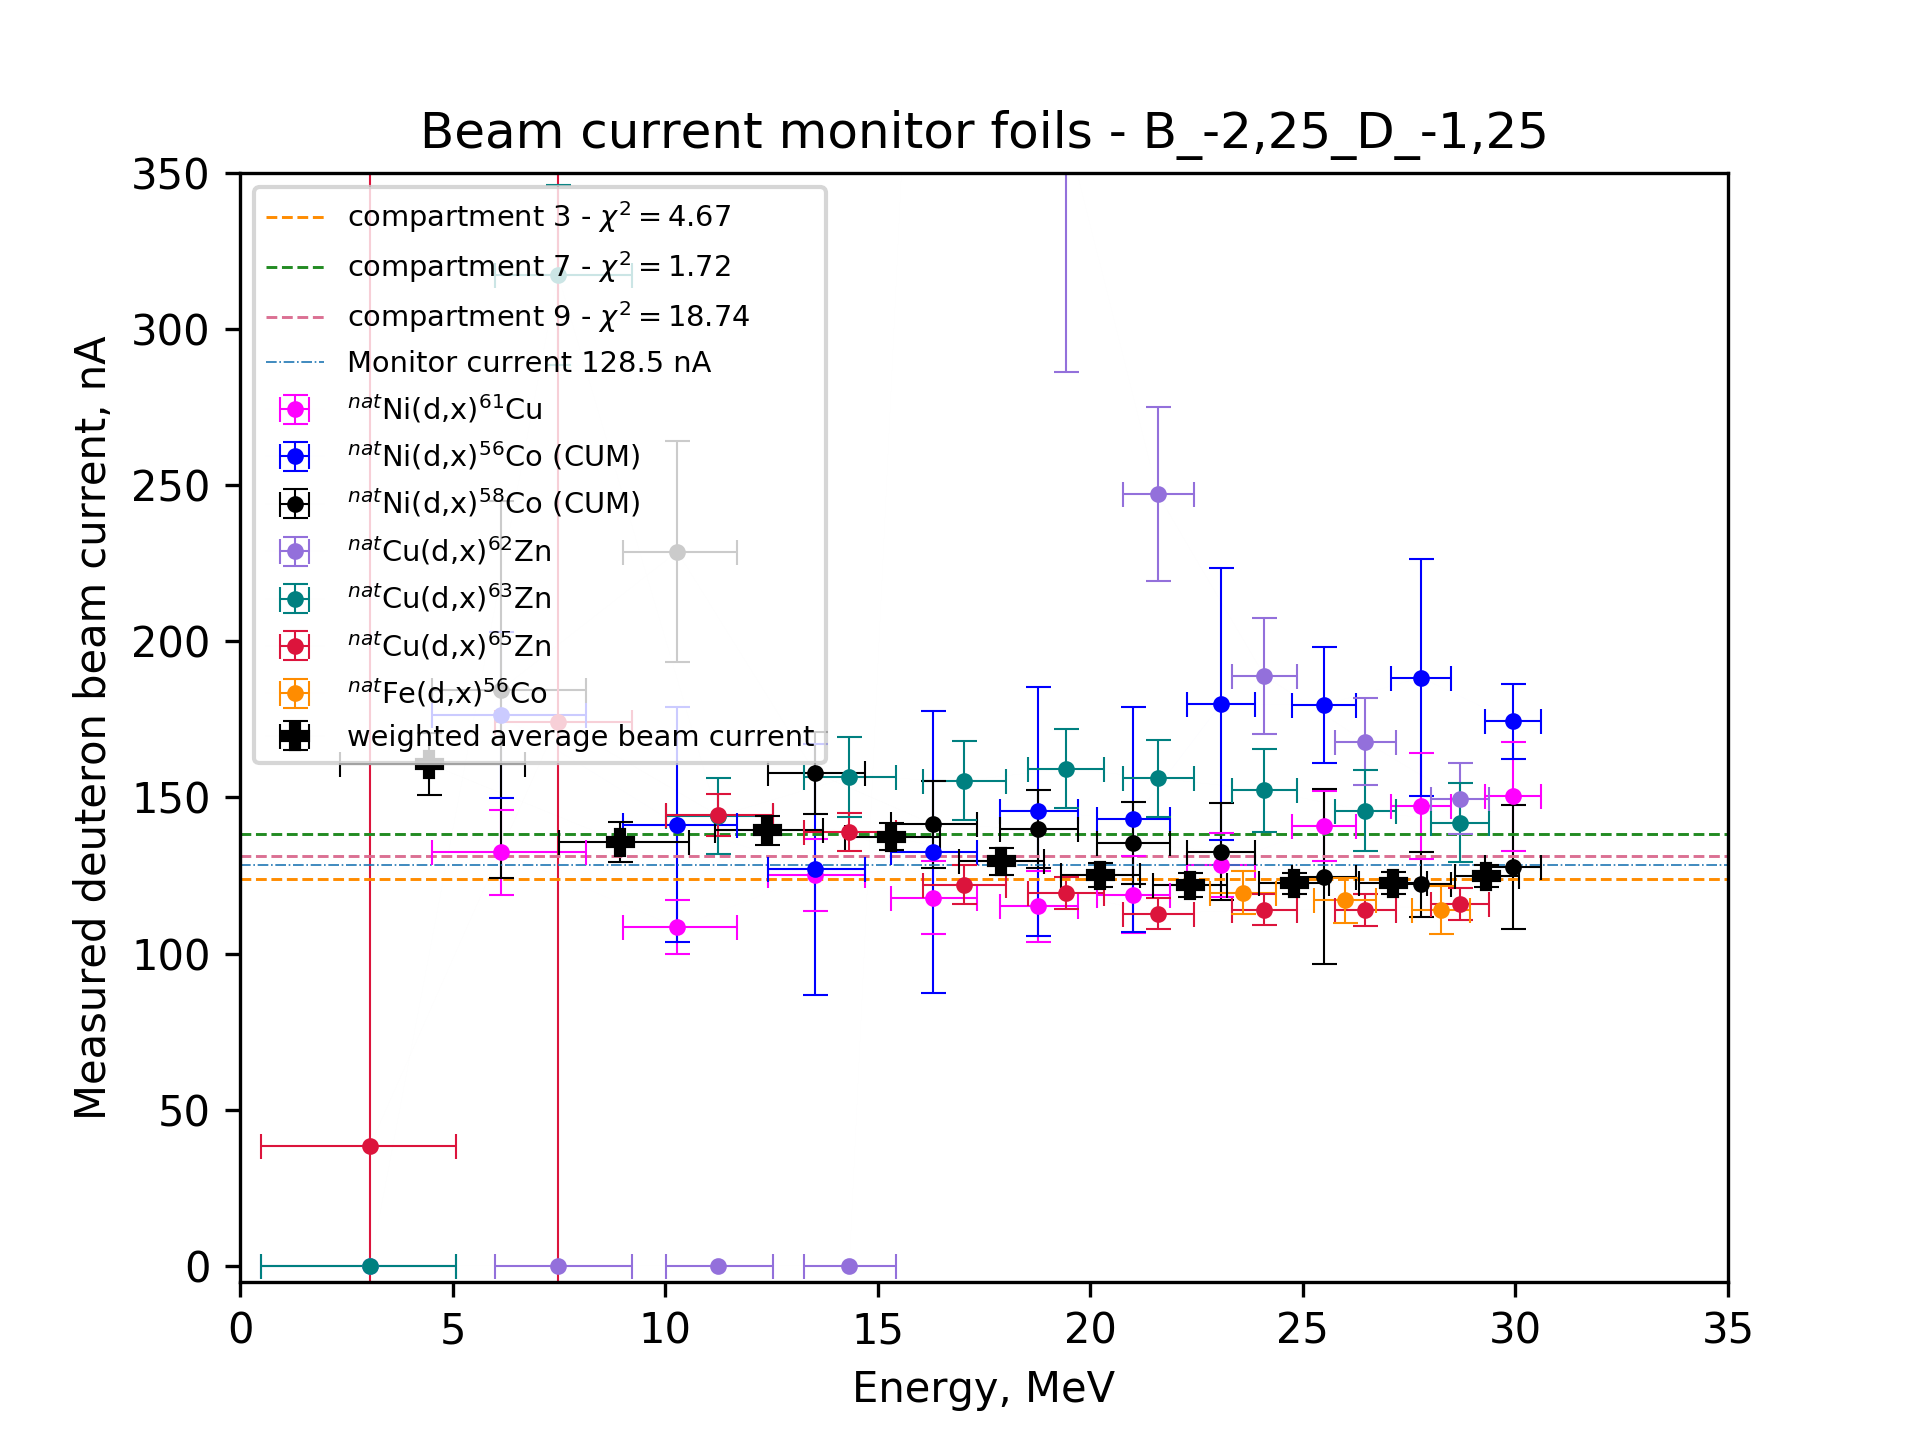 Beam current monitor foils - B_-2,25_D_-1,25
Measured deuteron beam current, nA
350
300
250
200
150
100
50
0
compartment 3 - χ² = 4.67
compartment 7 - χ² = 1.72
compartment 9 - χ² = 18.74
Monitor current 128.5 nA
ⁿᵃᵗNi(d,x)⁶¹Cu
ⁿᵃᵗNi(d,x)⁵⁶Co (CUM)
ⁿᵃᵗNi(d,x)⁵⁸Co (CUM)
ⁿᵃᵗCu(d,x)⁶²Zn
ⁿᵃᵗCu(d,x)⁶³Zn
ⁿᵃᵗCu(d,x)⁶⁵Zn
ⁿᵃᵗFe(d,x)⁵⁶Co
weighted average beam current
0 5 10 15 20 25 30 35
Energy, MeV